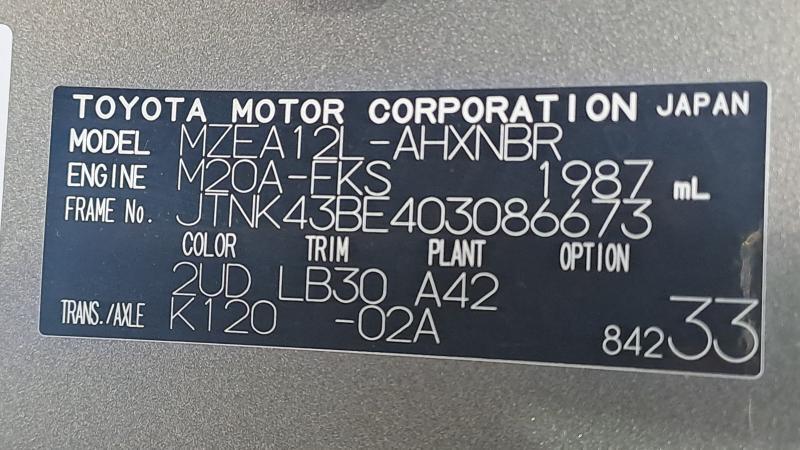 TOYOTA MOTOR CORPORATION JAPAN
MODEL MZEA12L-AHXNBR
ENGINE M20A-FKS 1987 mL
FRAME No. JTNK43BE403086673
COLOR TRIM PLANT OPTION
2UD LB30 A42
TRANS./AXLE K120 -02A
84233